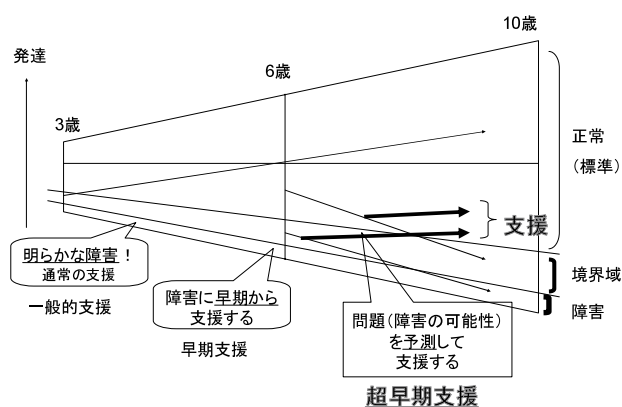 10歳
発達
6歳
3歳
正常
(標準)
支援
明らかな障害！
通常の支援
境界域
一般的支援
障害に早期から
支援する
障害
問題(障害の可能性)
を予測して
支援する
早期支援
超早期支援